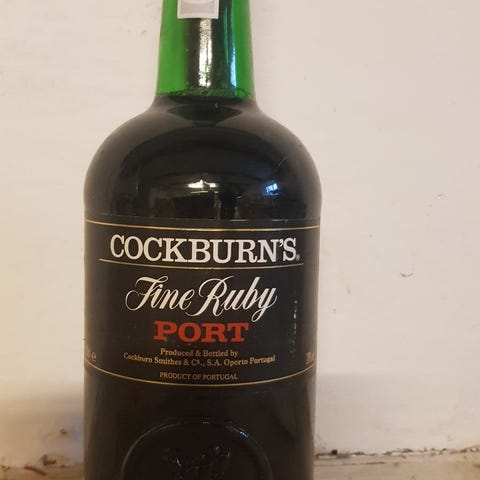 COCKBURN'S®
Fine Ruby
PORT
Produced & Bottled by
Cockburn Smithes & Cª., S.A. Oporto Portugal
PRODUCT OF PORTUGAL